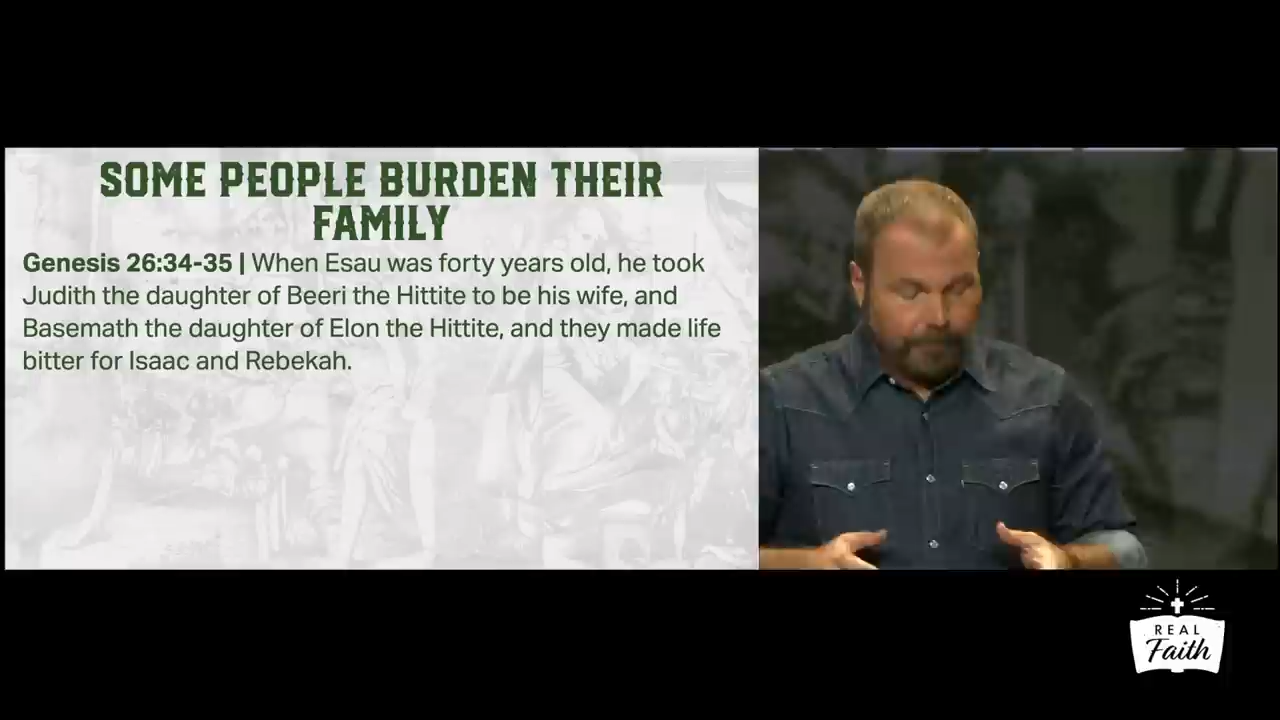 SOME PEOPLE BURDEN THEIR
FAMILY
Genesis 26:34-35 | When Esau was forty years old, he took
Judith the daughter of Beeri the Hittite to be his wife, and
Basemath the daughter of Elon the Hittite, and they made life
bitter for Isaac and Rebekah.
REAL
Faith